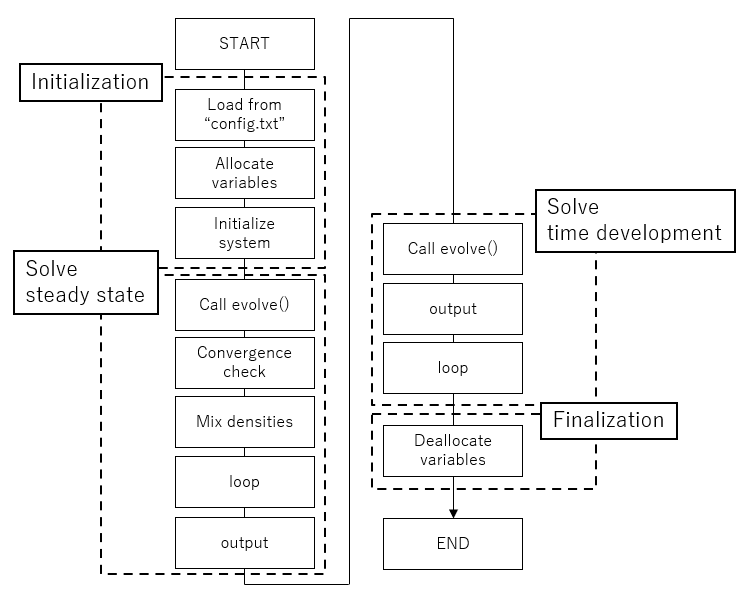 START
Initialization
Load from
“config.txt”
Allocate
variables
Initialize
system
Solve
steady state
Call evolve()
Convergence
check
Mix densities
loop
output
Solve
time development
Call evolve()
output
loop
Finalization
Deallocate
variables
END